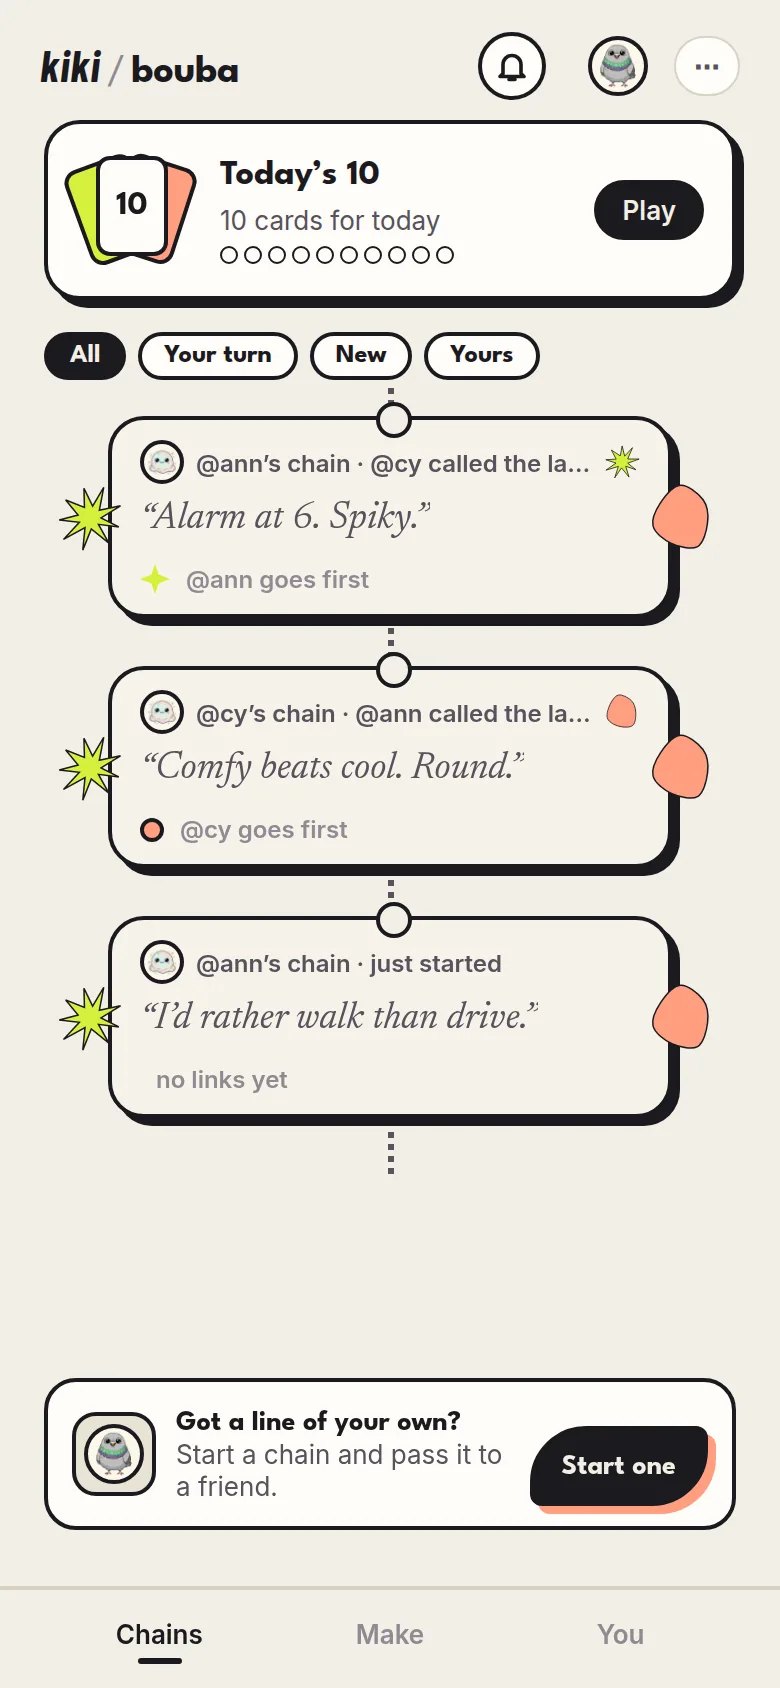 kiki / bouba
...
10
Today’s 10
10 cards for today
Play
All
Your turn
New
Yours
@ann’s chain · @cy called the la...
“Alarm at 6. Spiky.”
@ann goes first
@cy’s chain · @ann called the la...
“Comfy beats cool. Round.”
@cy goes first
@ann’s chain · just started
“I’d rather walk than drive.”
no links yet
Got a line of your own?
Start a chain and pass it to
a friend.
Start one
Chains
Make
You